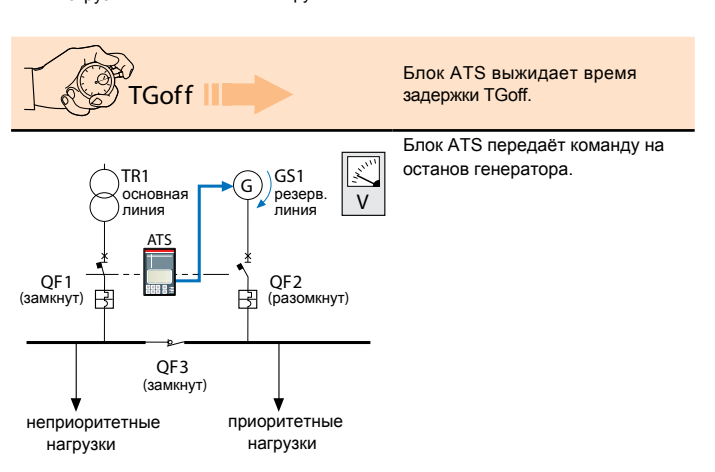 TGoff
Блок ATS выжидает время
задержки TGoff.
Блок ATS передаёт команду на
останов генератора.
TR1
основная
линия
G
GS1
резерв.
линия
V
ATS
QF1
(замкнут)
QF2
(разомкнут)
QF3
(замкнут)
неприоритетные
нагрузки
приоритетные
нагрузки